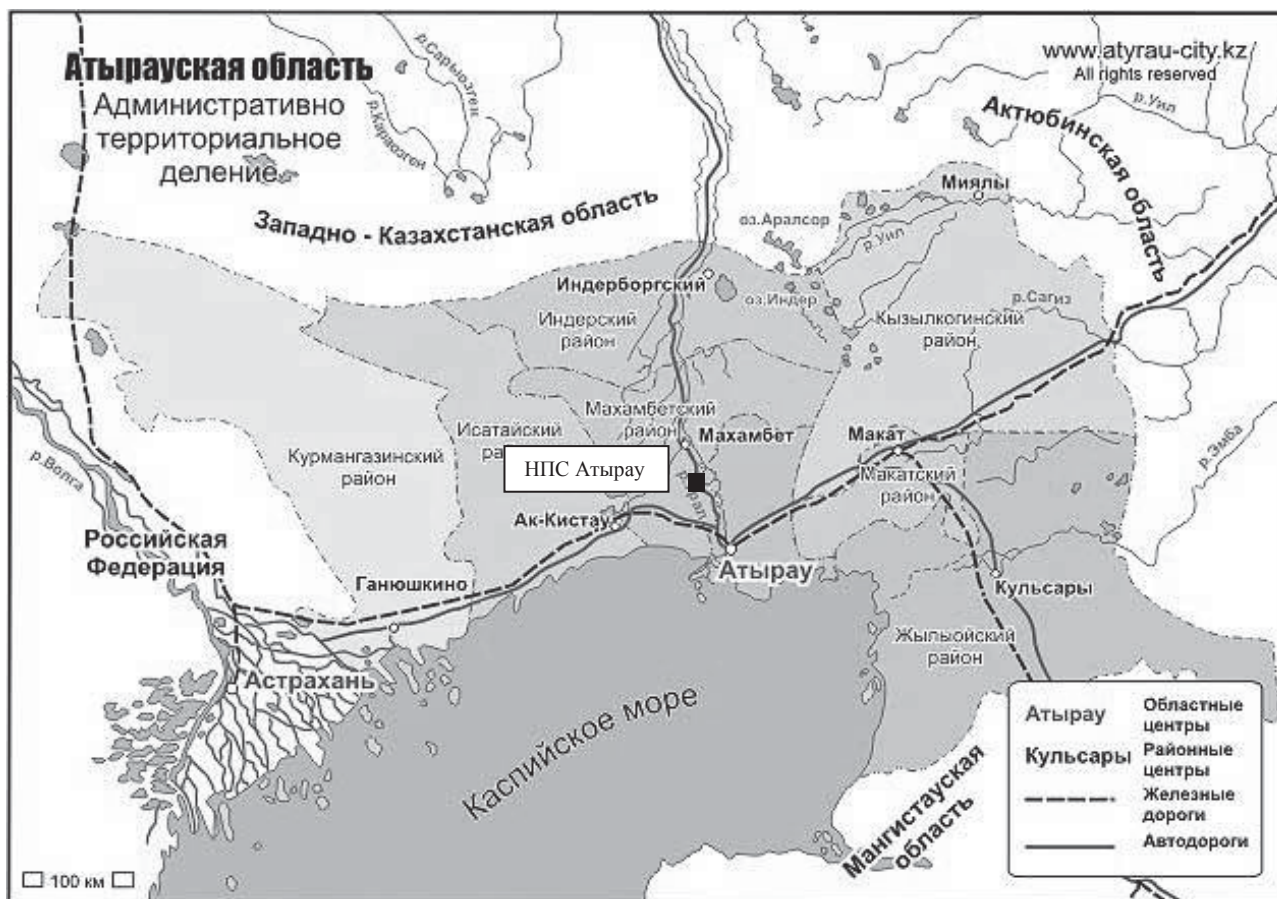 Атырауская область
Административно
территориальное
деление
www.atyrau-city.kz
All rights reserved
р.Сарыозген
р.Караозген
р.Уил
Актюбинская область
Западно - Казахстанская область
Миялы
оз.Аралсор
р.Уил
Индерборгский
оз.Индер
р.Сагиз
Индерский
район
Кызылкогинский
район
Махамбетский
район
Махамбет
Макат
Исатайский
Курмангазинский
район
НПС Атырау
Макатский
район
р.Эмба
р.Волга
Ак-Кистау
Российская
Федерация
Ганюшкино
Атырау
Кульсары
Жылыойский
район
Астрахань
Каспийское море
Мангистауская
область
Атырау Областные
центры
Кульсары Районные
центры
Железные
дороги
Автодороги
100 км